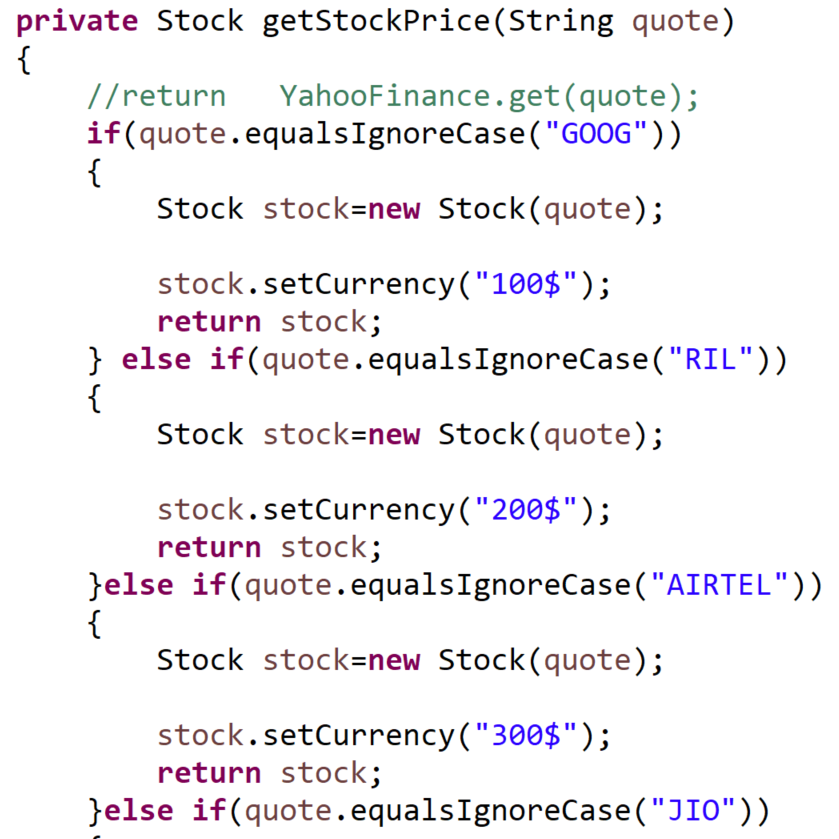 private Stock getStockPrice(String quote)
{
//return   YahooFinance.get(quote);
if(quote.equalsIgnoreCase("GOOG"))
{
Stock stock=new Stock(quote);
stock.setCurrency("100$");
return stock;
} else if(quote.equalsIgnoreCase("RIL"))
{
Stock stock=new Stock(quote);
stock.setCurrency("200$");
return stock;
}else if(quote.equalsIgnoreCase("AIRTEL"))
{
Stock stock=new Stock(quote);
stock.setCurrency("300$");
return stock;
}else if(quote.equalsIgnoreCase("JIO"))
{